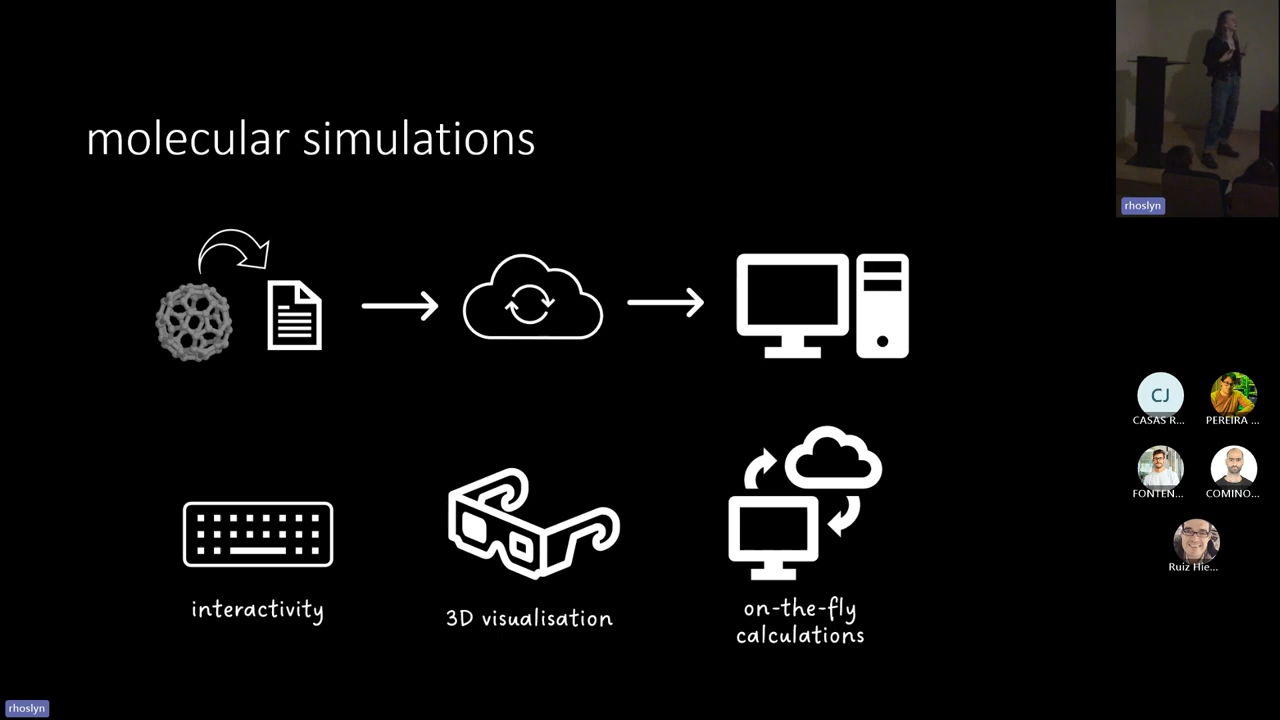 molecular simulations
interactivity
3D visualisation
on-the-fly
calculations
rhoslyn
CJ
CASAS R...
PEREIRA ...
FONTEN...
COMINO...
Ruiz Hie...
rhoslyn